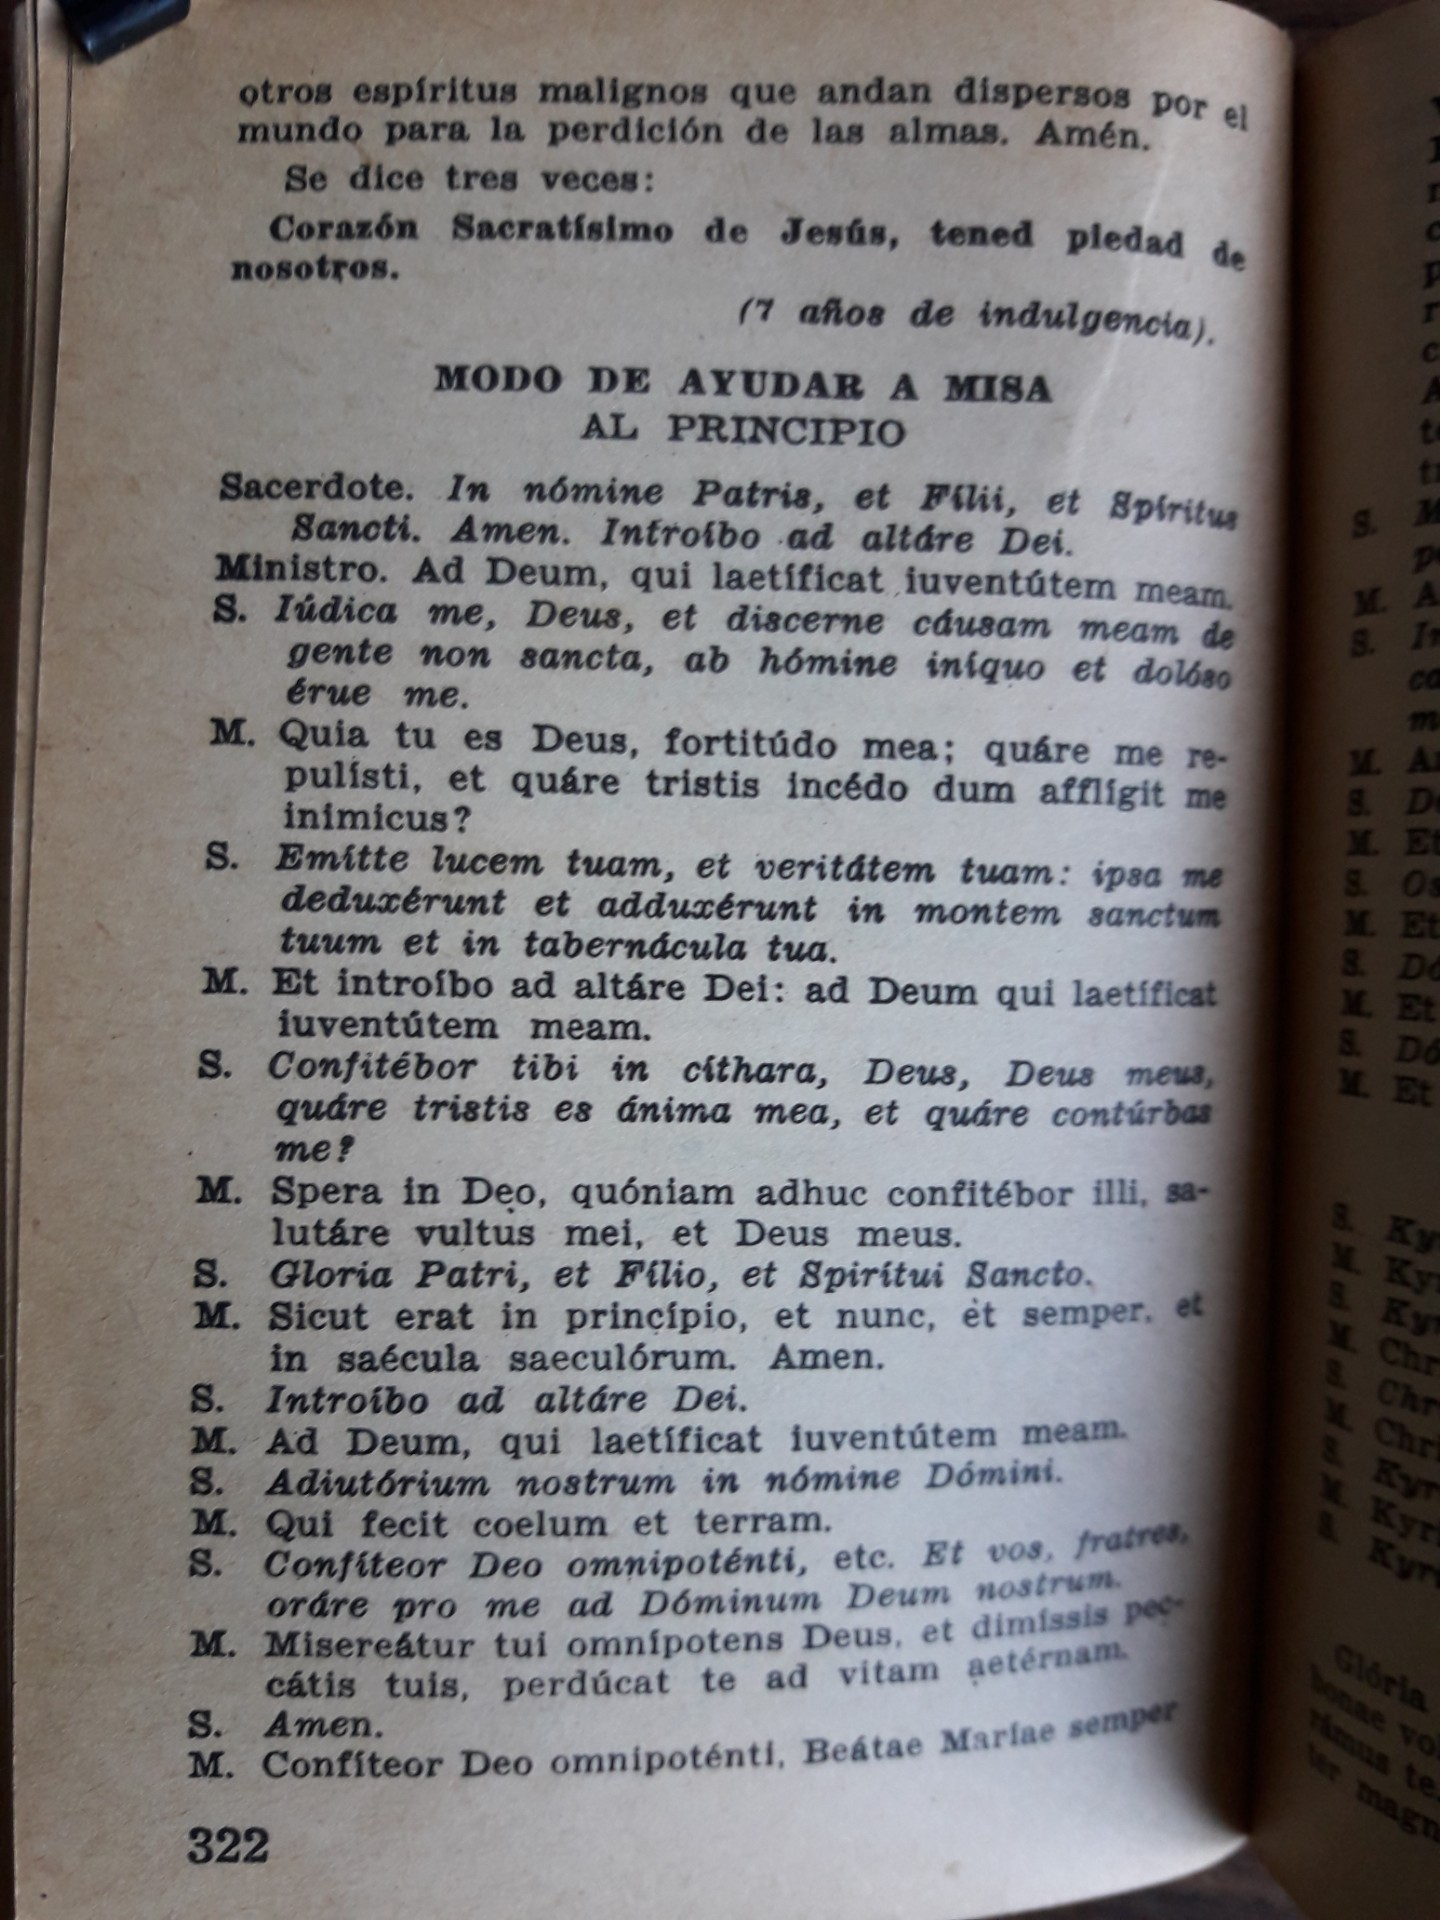 otros espíritus malignos que andan dispersos por el
mundo para la perdición de las almas. Amén.
Se dice tres veces:
Corazón Sacratísimo de Jesús, tened piedad de
nosotros.
(7 años de indulgencia).
MODO DE AYUDAR A MISA
AL PRINCIPIO
Sacerdote. In nómine Patris, et Fílii, et Spíritus
Sancti. Amen. Introíbo ad altáre Dei.
Ministro. Ad Deum, qui laetíficat iuventútem meam.
S. Iúdica me, Deus, et discerne cáusam meam de
gente non sancta, ab hómine iníquo et dolóso
érue me.
M. Quia tu es Deus, fortitúdo mea; quáre me re-
pulísti, et quáre tristis incédo dum afflígit me
inimicus?
S. Emítte lucem tuam, et veritátem tuam: ipsa me
deduxérunt et adduxérunt in montem sanctum
tuum et in tabernácula tua.
M. Et introíbo ad altáre Dei: ad Deum qui laetíficat
iuventútem meam.
S. Confitébor tibi in cíthara, Deus, Deus meus,
quáre tristis es ánima mea, et quáre contúrbas
me?
M. Spera in Deo, quóniam adhuc confitébor illi, sa-
lutáre vultus mei, et Deus meus.
S. Gloria Patri, et Fílio, et Spirítui Sancto.
M. Sicut erat in princípio, et nunc, et semper, et
in saécula saeculórum. Amen.
S. Introíbo ad altáre Dei.
M. Ad Deum, qui laetíficat iuventútem meam.
S. Adiutórium nostrum in nómine Dómini.
M. Qui fecit coelum et terram.
S. Confíteor Deo omnipoténti, etc. Et vos, fratres,
oráre pro me ad Dóminum Deum nostrum.
M. Misereátur tui omnípotens Deus, et dimíssis pec-
cátis tuis, perdúcat te ad vitam aetérnam.
S. Amen.
M. Confíteor Deo omnipoténti, Beátae Maríae semper
322
S.
M. A
S.
M.
S.
M. Et
S.
M. Et
S.
M. Et
S.
M. Et
S.
M.
S.
M.
S.
M.
S.
M.
S.
Glória
bonae
te.
ter